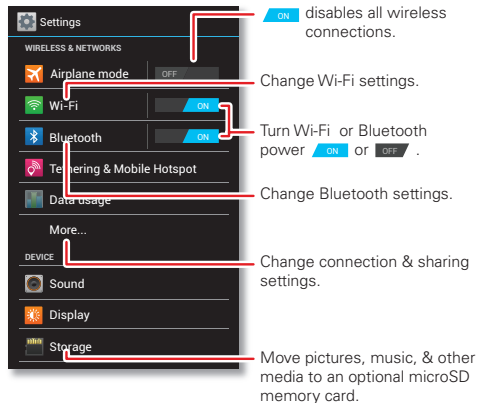 Settings
WIRELESS & NETWORKS
Airplane mode OFF
Wi-Fi ON
Bluetooth ON
Tethering & Mobile Hotspot
Data usage
More...
DEVICE
Sound
Display
Storage
ON disables all wireless
connections.
Change Wi-Fi settings.
Turn Wi-Fi or Bluetooth
power ON or OFF .
Change Bluetooth settings.
Change connection & sharing
settings.
Move pictures, music, & other
media to an optional microSD
memory card.